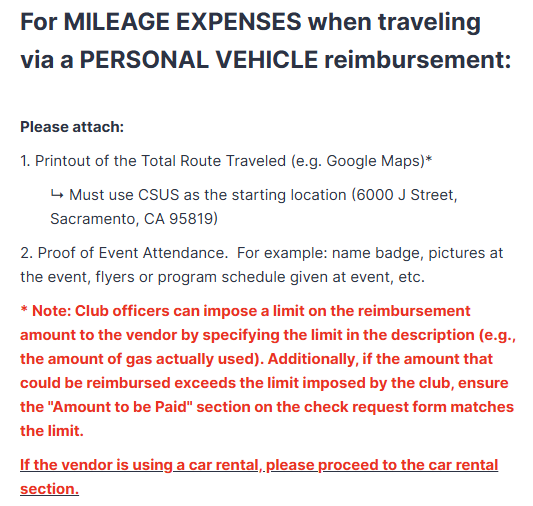 For MILEAGE EXPENSES when traveling
via a PERSONAL VEHICLE reimbursement:
Please attach:
1. Printout of the Total Route Traveled (e.g. Google Maps)*
↳ Must use CSUS as the starting location (6000 J Street,
Sacramento, CA 95819)
2. Proof of Event Attendance.  For example: name badge, pictures at
the event, flyers or program schedule given at event, etc.
* Note: Club officers can impose a limit on the reimbursement
amount to the vendor by specifying the limit in the description (e.g.,
the amount of gas actually used). Additionally, if the amount that
could be reimbursed exceeds the limit imposed by the club, ensure
the "Amount to be Paid" section on the check request form matches
the limit.
If the vendor is using a car rental, please proceed to the car rental
section.